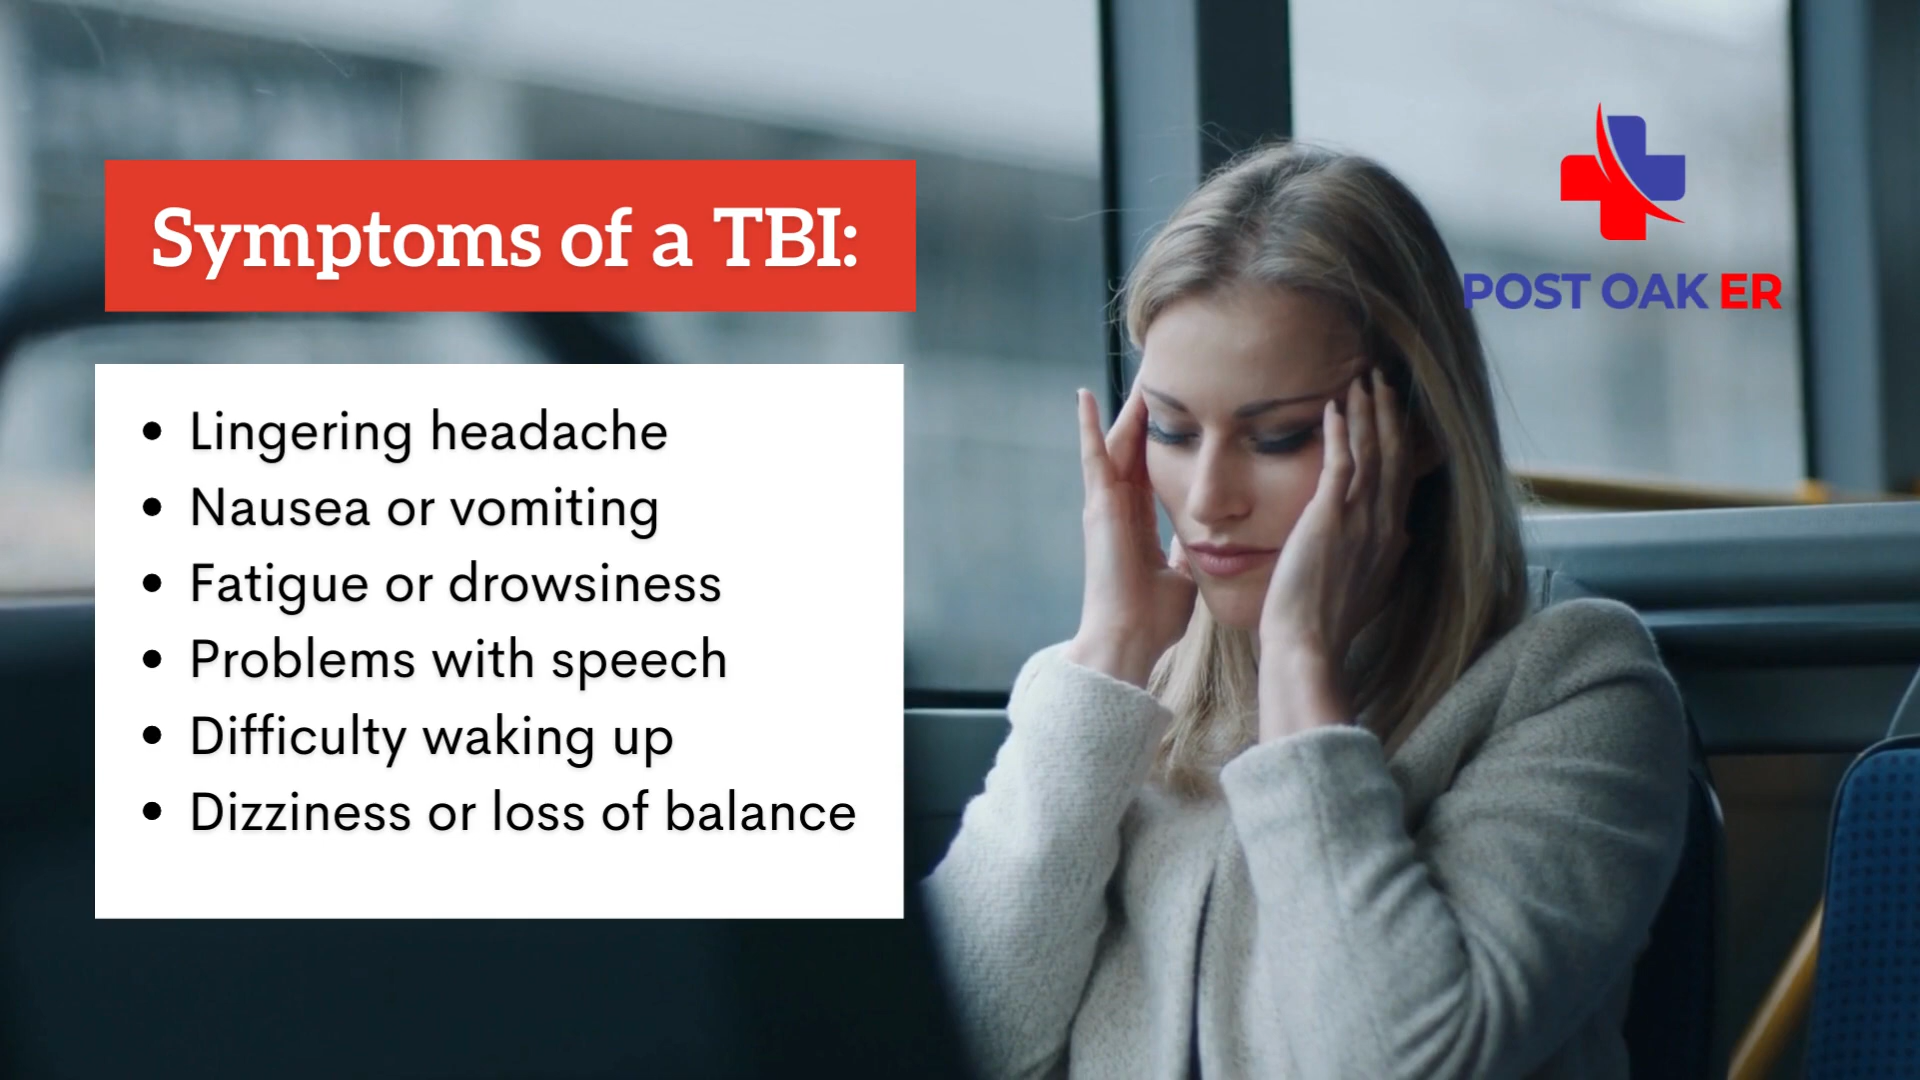 Symptoms of a TBI:
POST OAK ER
• Lingering headache
• Nausea or vomiting
• Fatigue or drowsiness
• Problems with speech
• Difficulty waking up
• Dizziness or loss of balance